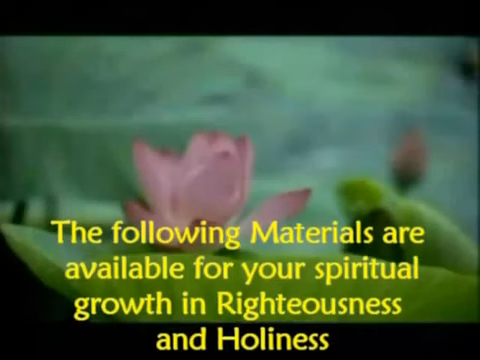 The following Materials are
available for your spiritual
growth in Righteousness
and Holiness